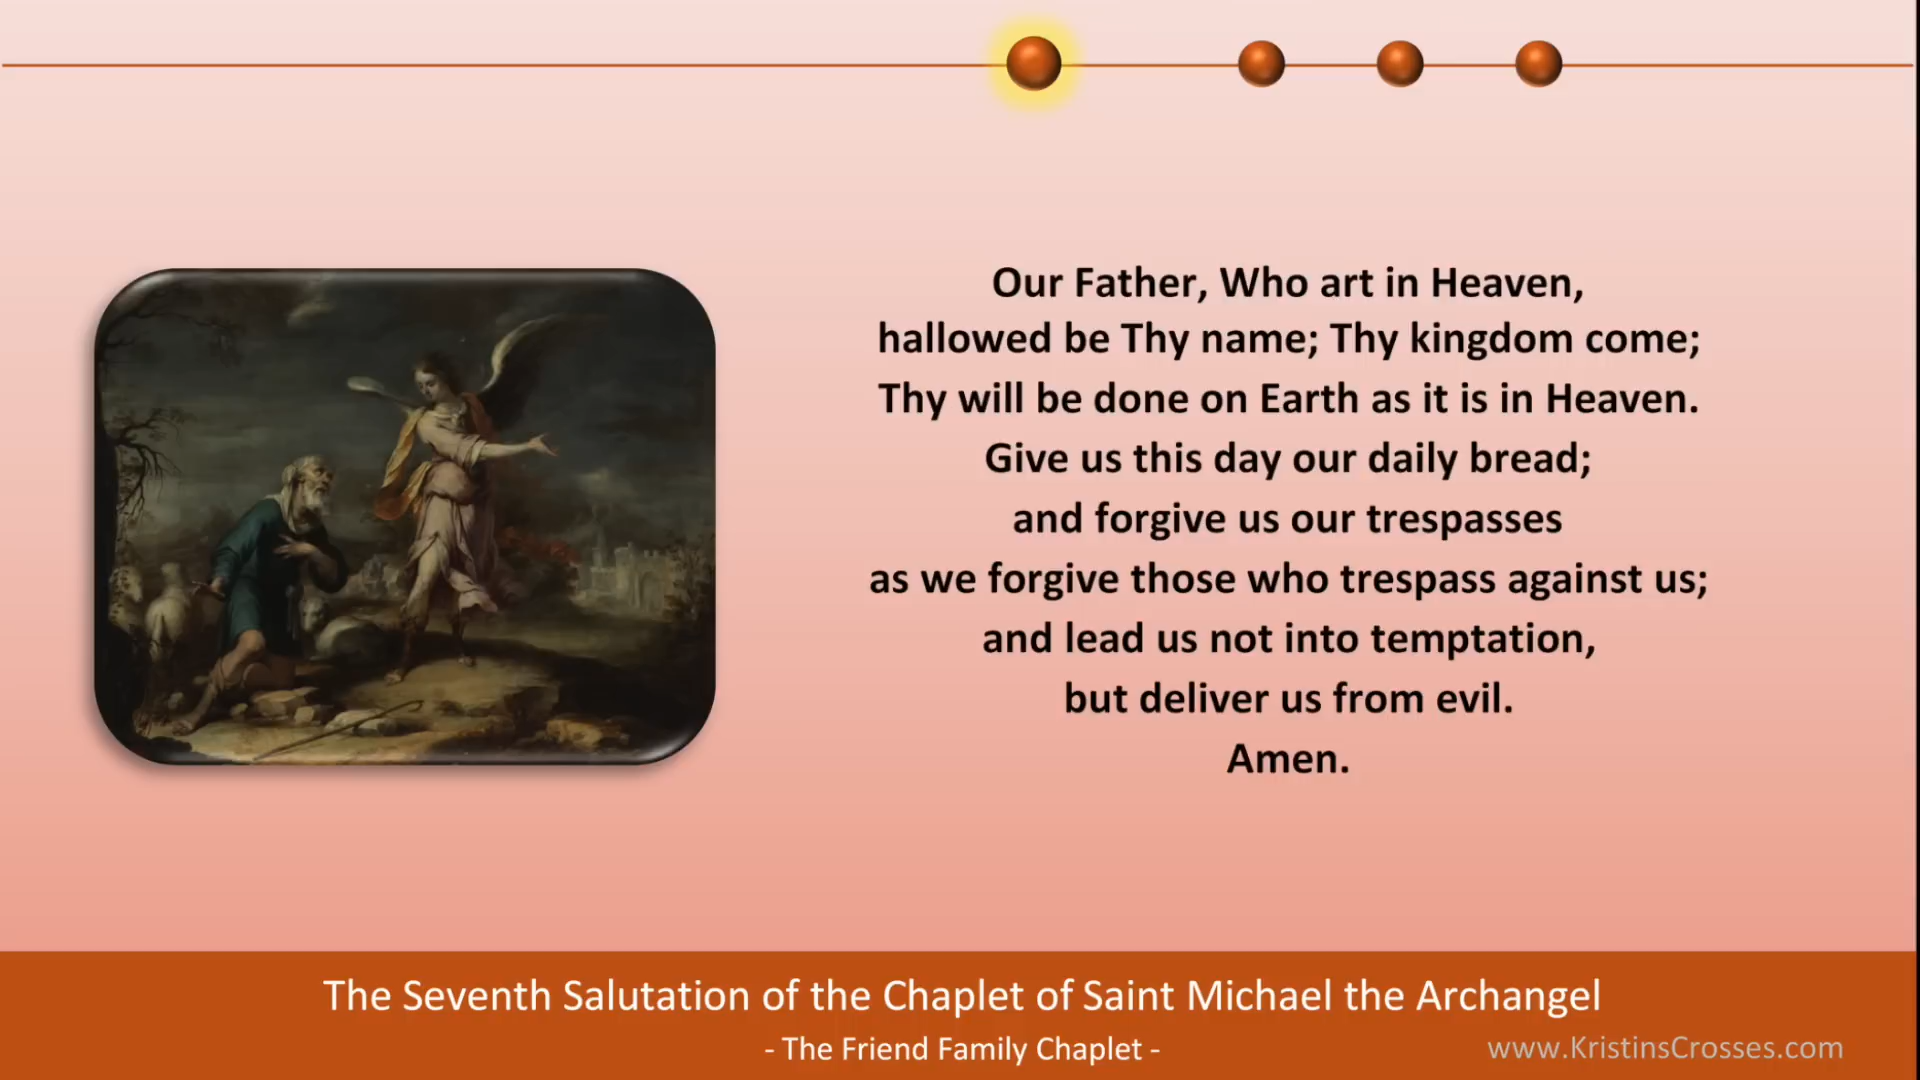 Our Father, Who art in Heaven,
hallowed be Thy name; Thy kingdom come;
Thy will be done on Earth as it is in Heaven.
Give us this day our daily bread;
and forgive us our trespasses
as we forgive those who trespass against us;
and lead us not into temptation,
but deliver us from evil.
Amen.
The Seventh Salutation of the Chaplet of Saint Michael the Archangel
- The Friend Family Chaplet -
www.KristinsCrosses.com